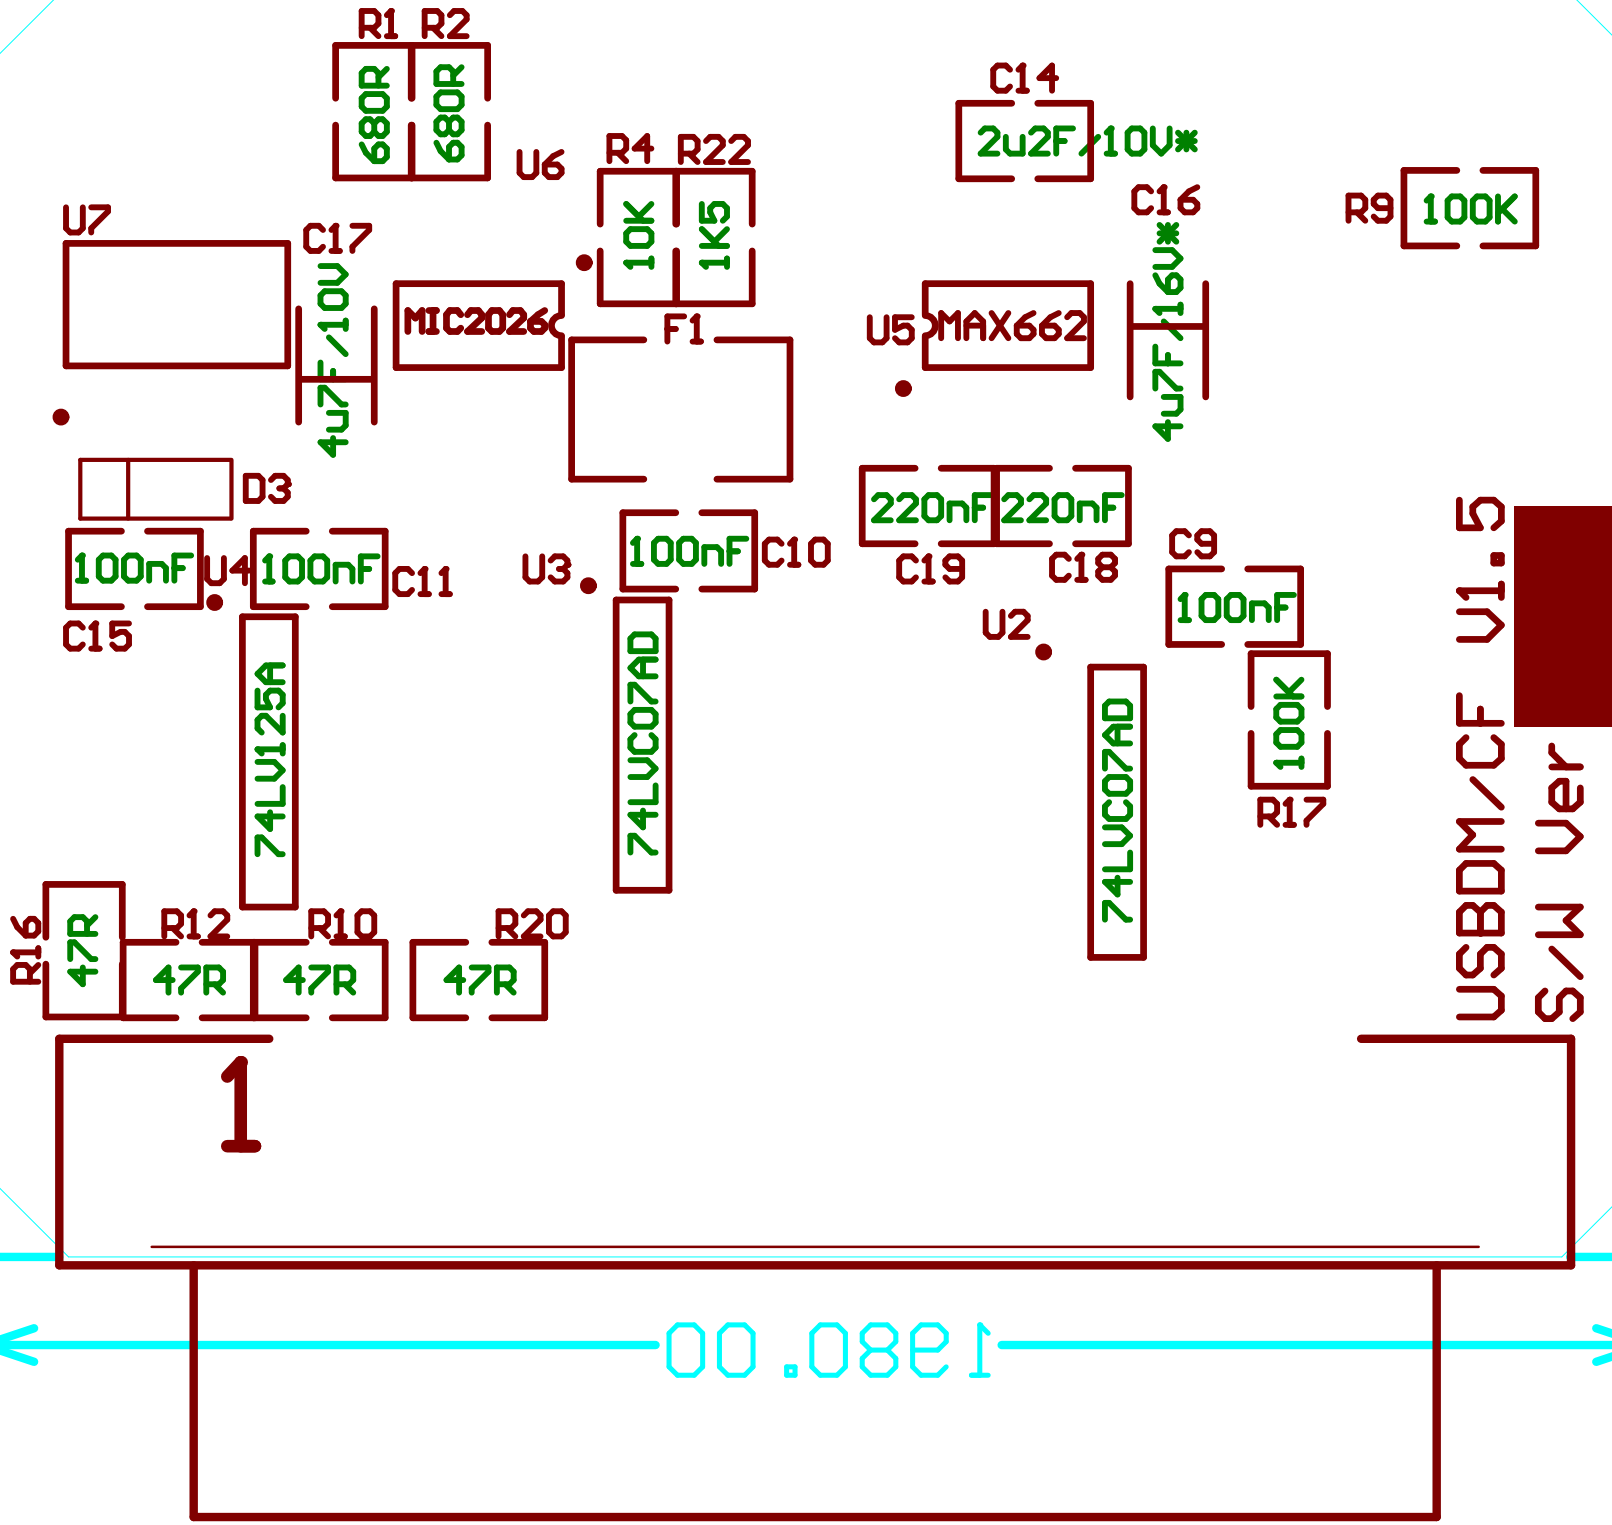 R1
R2
680R
680R
C14
2u2F/10V*
U6
R4
R22
10K
1K5
C16
4u7F/16V*
R9
100K
U7
C17
4u7F/10V
MIC2026
F1
U5
MAX662
D3
220nF
220nF
C19
C18
100nF
C15
U4
100nF
C11
U3
100nF
C10
C9
100nF
U2
74LV125A
74LVC07AD
74LVC07AD
100K
R17
USBDM/CF V1.5
S/W Ver
R16
47R
R12
47R
R10
47R
R20
47R
1
1980.00